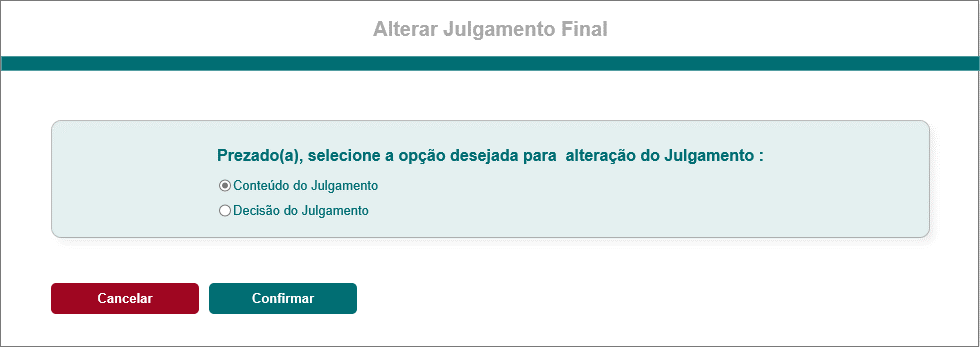 Alterar Julgamento Final
Prezado(a), selecione a opção desejada para  alteração do Julgamento :
Conteúdo do Julgamento
Decisão do Julgamento
Cancelar
Confirmar